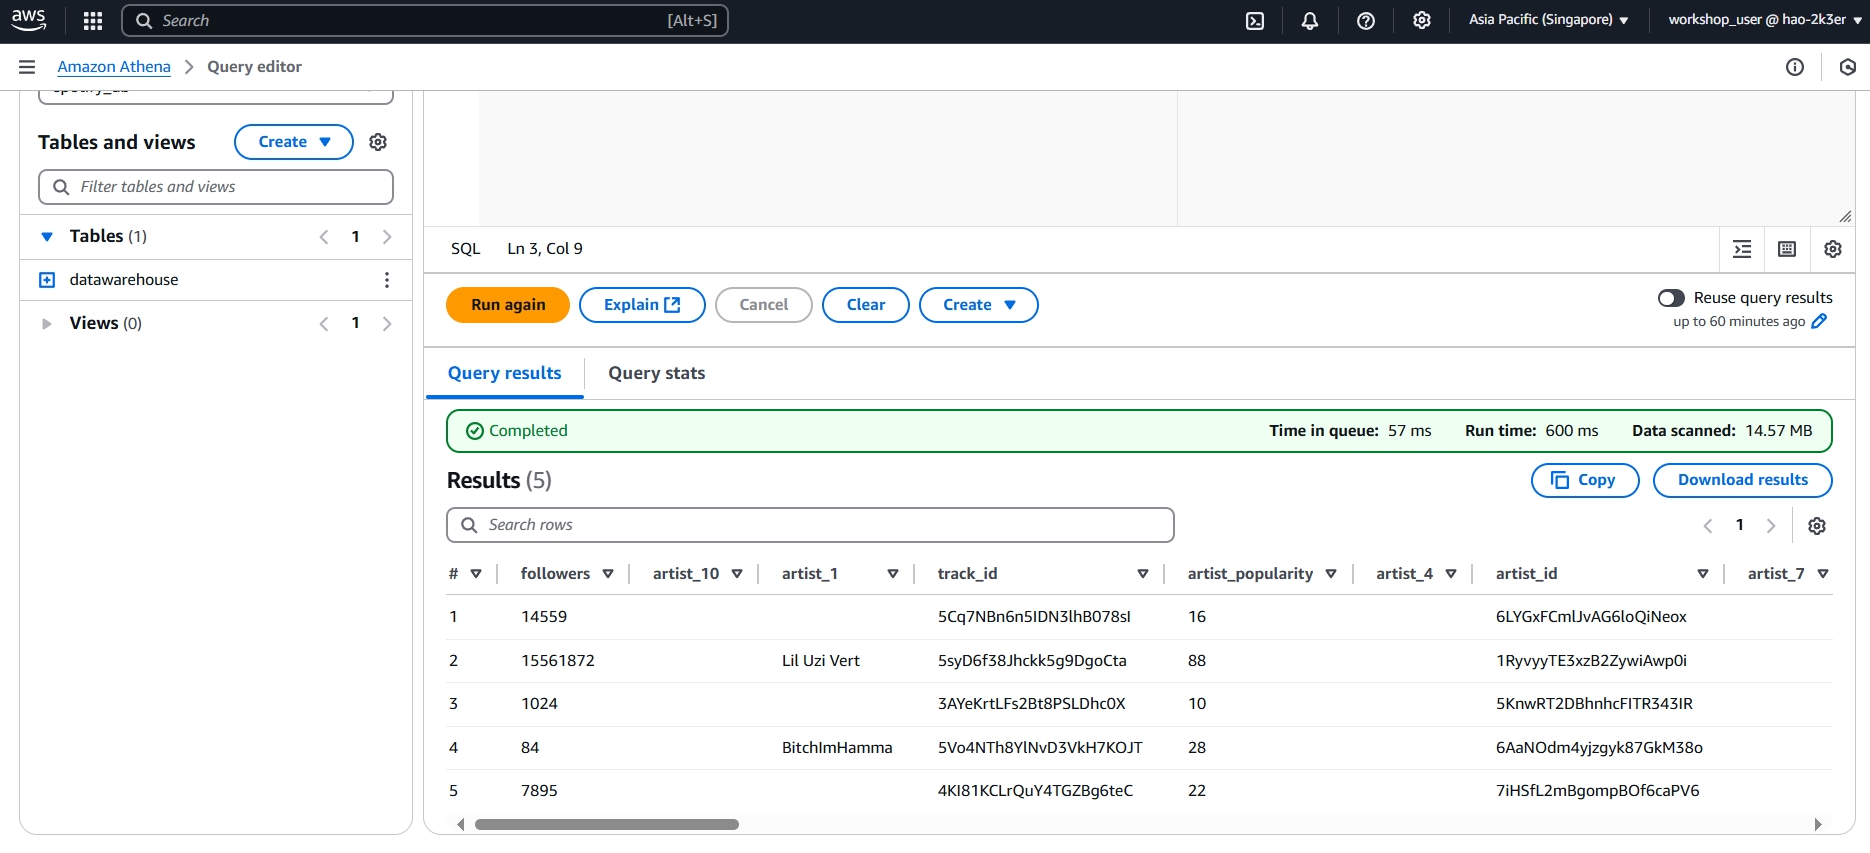 aws
Search [Alt+S]
Asia Pacific (Singapore)
workshop_user @ hao-2k3er
Amazon Athena > Query editor
Tables and views
Create
Filter tables and views
Tables (1)
1
datawarehouse
Views (0)
1
SQL Ln 3, Col 9
Run again
Explain
Cancel
Clear
Create
Reuse query results
up to 60 minutes ago
Query results
Query stats
Completed
Time in queue: 57 ms
Run time: 600 ms
Data scanned: 14.57 MB
Results (5)
Copy
Download results
Search rows
1
# followers artist_10 artist_1 track_id artist_popularity artist_4 artist_id artist_7
1 14559 5Cq7NBn6n5IDN3lhB078sI 16 6LYGxFCmlJvAG6loQiNeox
2 15561872 Lil Uzi Vert 5syD6f38Jhckk5g9DgoCta 88 1RyvyyTE3xzB2ZywiAwp0i
3 1024 3AYeKrtLFs2Bt8PSLDhc0X 10 5KnwRT2DBhnhcFITR343IR
4 84 BitchImHamma 5Vo4NTh8YlNvD3VkH7KOJT 28 6AaNOdm4yjzgyk87GkM38o
5 7895 4KI81KCLrQuY4TGZBg6teC 22 7iHSfL2mBgompBOf6caPV6